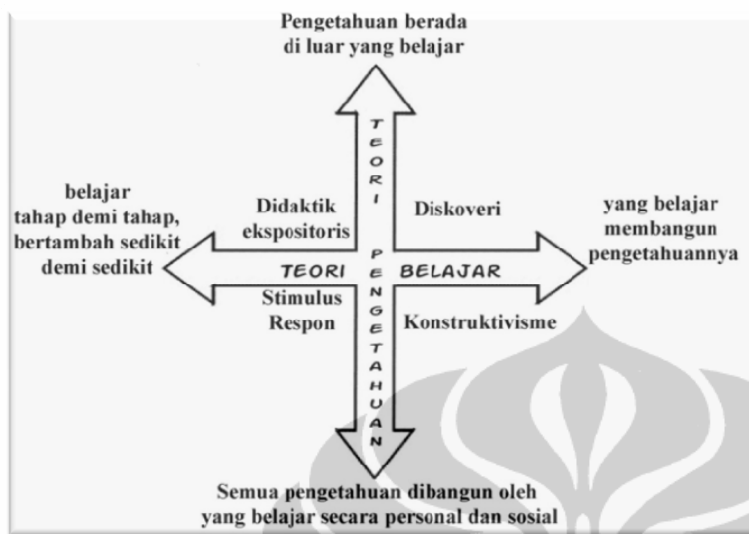 Pengetahuan berada
di luar yang belajar
TEORI PENGETAHUAN
belajar
tahap demi tahap,
bertambah sedikit
demi sedikit
Didaktik
ekspositoris
Diskoveri
yang belajar
membangun
pengetahuannya
TEORI BELAJAR
Stimulus
Respon
Konstruktivisme
Semua pengetahuan dibangun oleh
yang belajar secara personal dan sosial